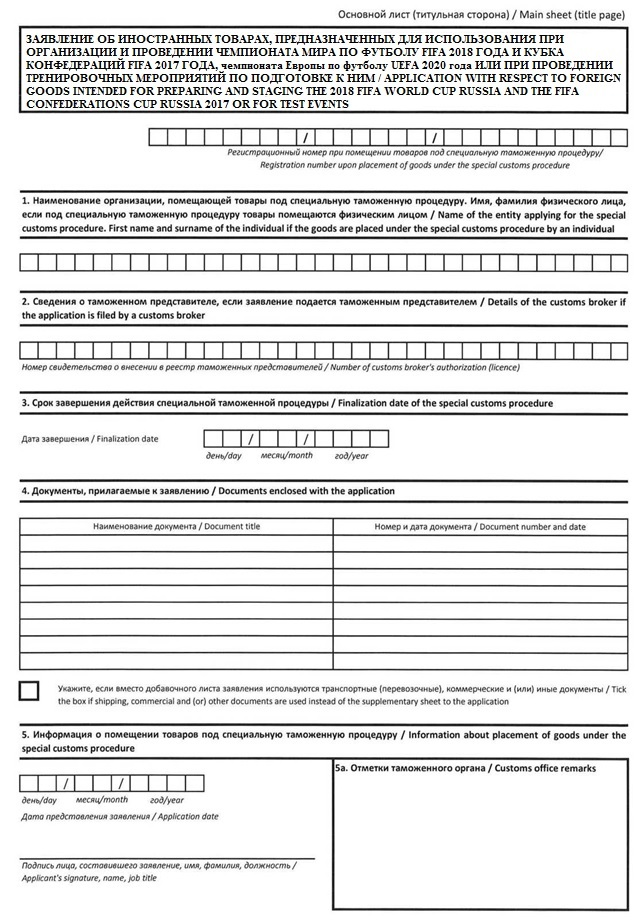 Основной лист (титульная сторона) / Main sheet (title page)
ЗАЯВЛЕНИЕ ОБ ИНОСТРАННЫХ ТОВАРАХ, ПРЕДНАЗНАЧЕННЫХ ДЛЯ ИСПОЛЬЗОВАНИЯ ПРИ
ОРГАНИЗАЦИИ И ПРОВЕДЕНИИ ЧЕМПИОНАТА МИРА ПО ФУТБОЛУ FIFA 2018 ГОДА И КУБКА
КОНФЕДЕРАЦИЙ FIFA 2017 ГОДА, чемпионата Европы по футболу UEFA 2020 года ИЛИ ПРИ ПРОВЕДЕНИИ
ТРЕНИРОВОЧНЫХ МЕРОПРИЯТИЙ ПО ПОДГОТОВКЕ К НИМ / APPLICATION WITH RESPECT TO FOREIGN
GOODS INTENDED FOR PREPARING AND STAGING THE 2018 FIFA WORLD CUP RUSSIA AND THE FIFA
CONFEDERATIONS CUP RUSSIA 2017 OR FOR TEST EVENTS
/ /
Регистрационный номер при помещении товаров под специальную таможенную процедуру/
Registration number upon placement of goods under the special customs procedure
1. Наименование организации, помещающей товары под специальную таможенную процедуру. Имя, фамилия физического лица,
если под специальную таможенную процедуру товары помещаются физическим лицом / Name of the entity applying for the special
customs procedure. First name and surname of the individual if the goods are placed under the special customs procedure by an individual
2. Сведения о таможенном представителе, если заявление подается таможенным представителем / Details of the customs broker if
the application is filed by a customs broker
Номер свидетельства о внесении в реестр таможенных представителей / Number of customs broker's authorization (licence)
3. Срок завершения действия специальной таможенной процедуры / Finalization date of the special customs procedure
Дата завершения / Finalization date / /
день/day месяц/month год/year
4. Документы, прилагаемые к заявлению / Documents enclosed with the application
Наименование документа / Document title Номер и дата документа / Document number and date
Укажите, если вместо добавочного листа заявления используются транспортные (перевозочные), коммерческие и (или) иные документы / Tick
the box if shipping, commercial and (or) other documents are used instead of the supplementary sheet to the application
5. Информация о помещении товаров под специальную таможенную процедуру / Information about placement of goods under the
special customs procedure
5а. Отметки таможенного органа / Customs office remarks
/ /
день/day месяц/month год/year
Дата представления заявления / Application date
Подпись лица, составившего заявление, имя, фамилия, должность /
Applicant's signature, name, job title